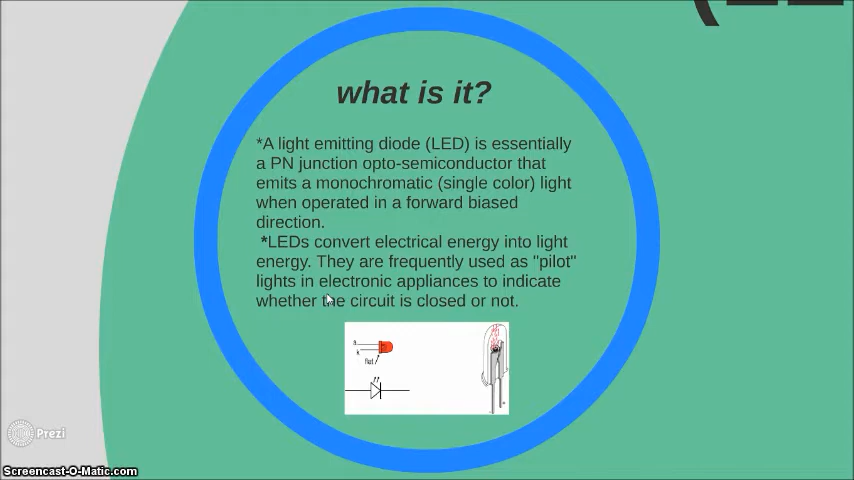 what is it?
*A light emitting diode (LED) is essentially
a PN junction opto-semiconductor that
emits a monochromatic (single color) light
when operated in a forward biased
direction.
*LEDs convert electrical energy into light
energy. They are frequently used as "pilot"
lights in electronic appliances to indicate
whether the circuit is closed or not.
flat
Prezi
Screencast-O-Matic.com